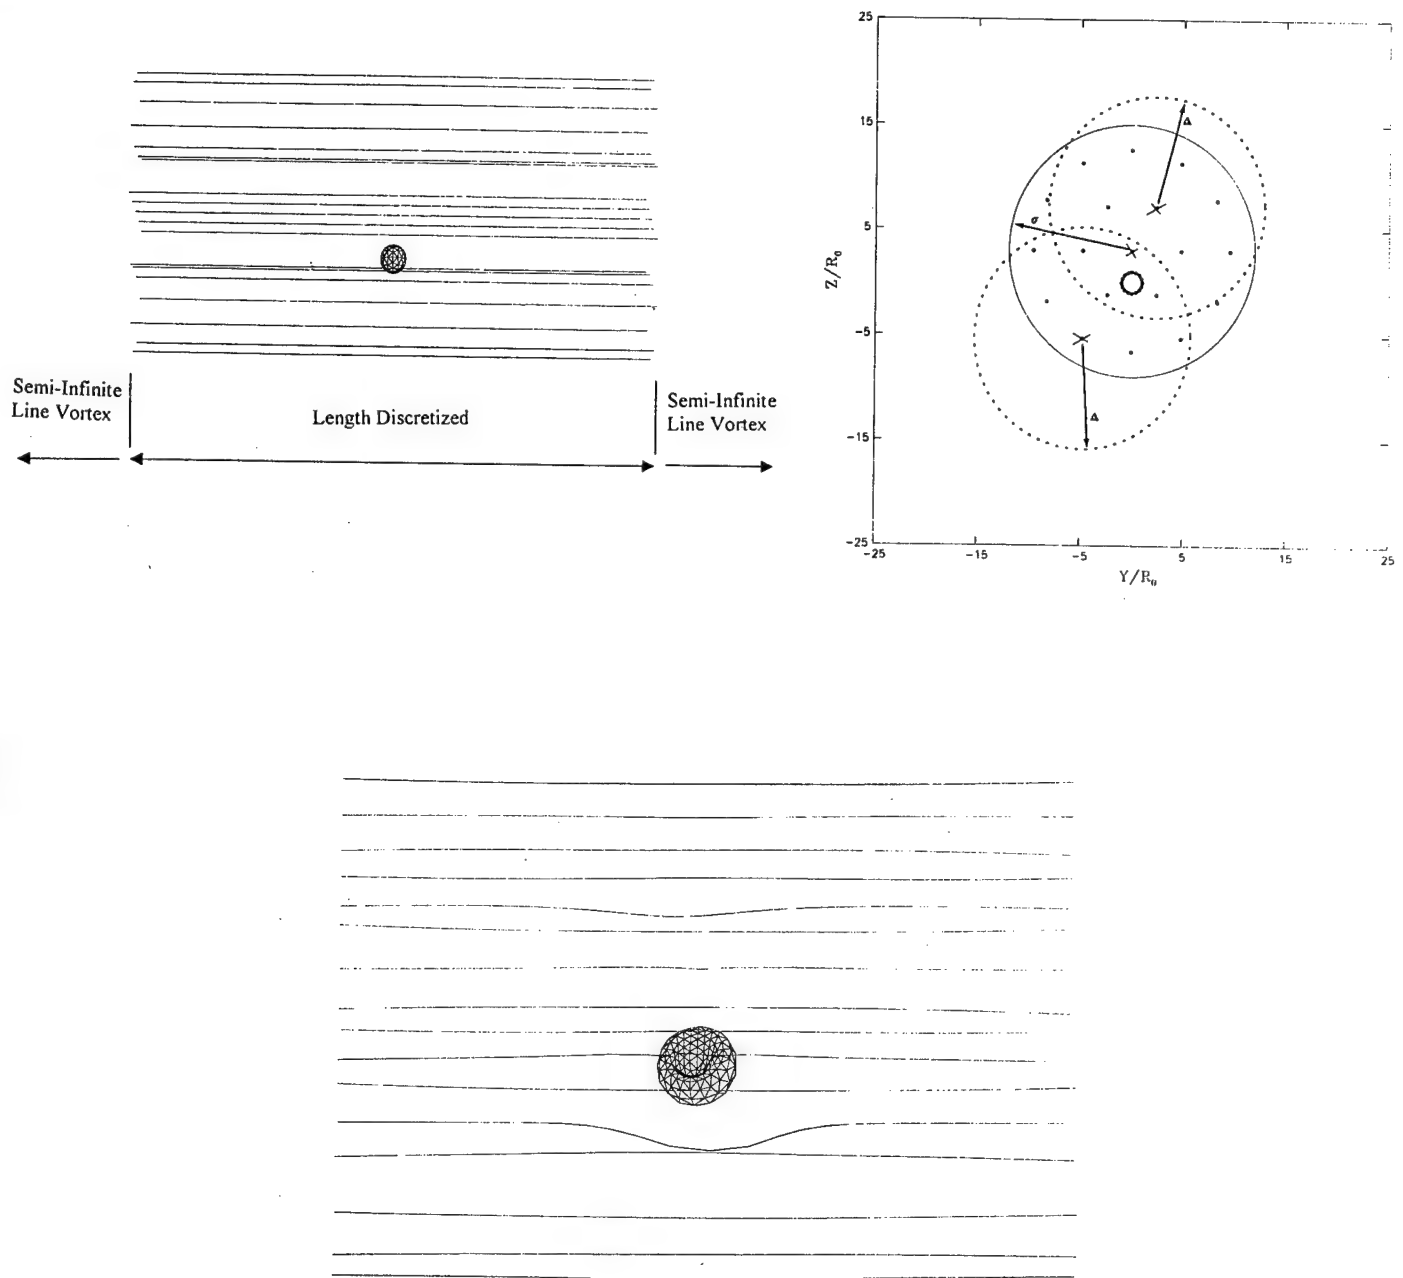 Semi-Infinite
Line Vortex
Length Discretized
Semi-Infinite
Line Vortex
25
15
5
-5
-15
-25
Z/R₀
-25
-15
-5
5
15
25
Y/R₀
Δ
σ
Δ